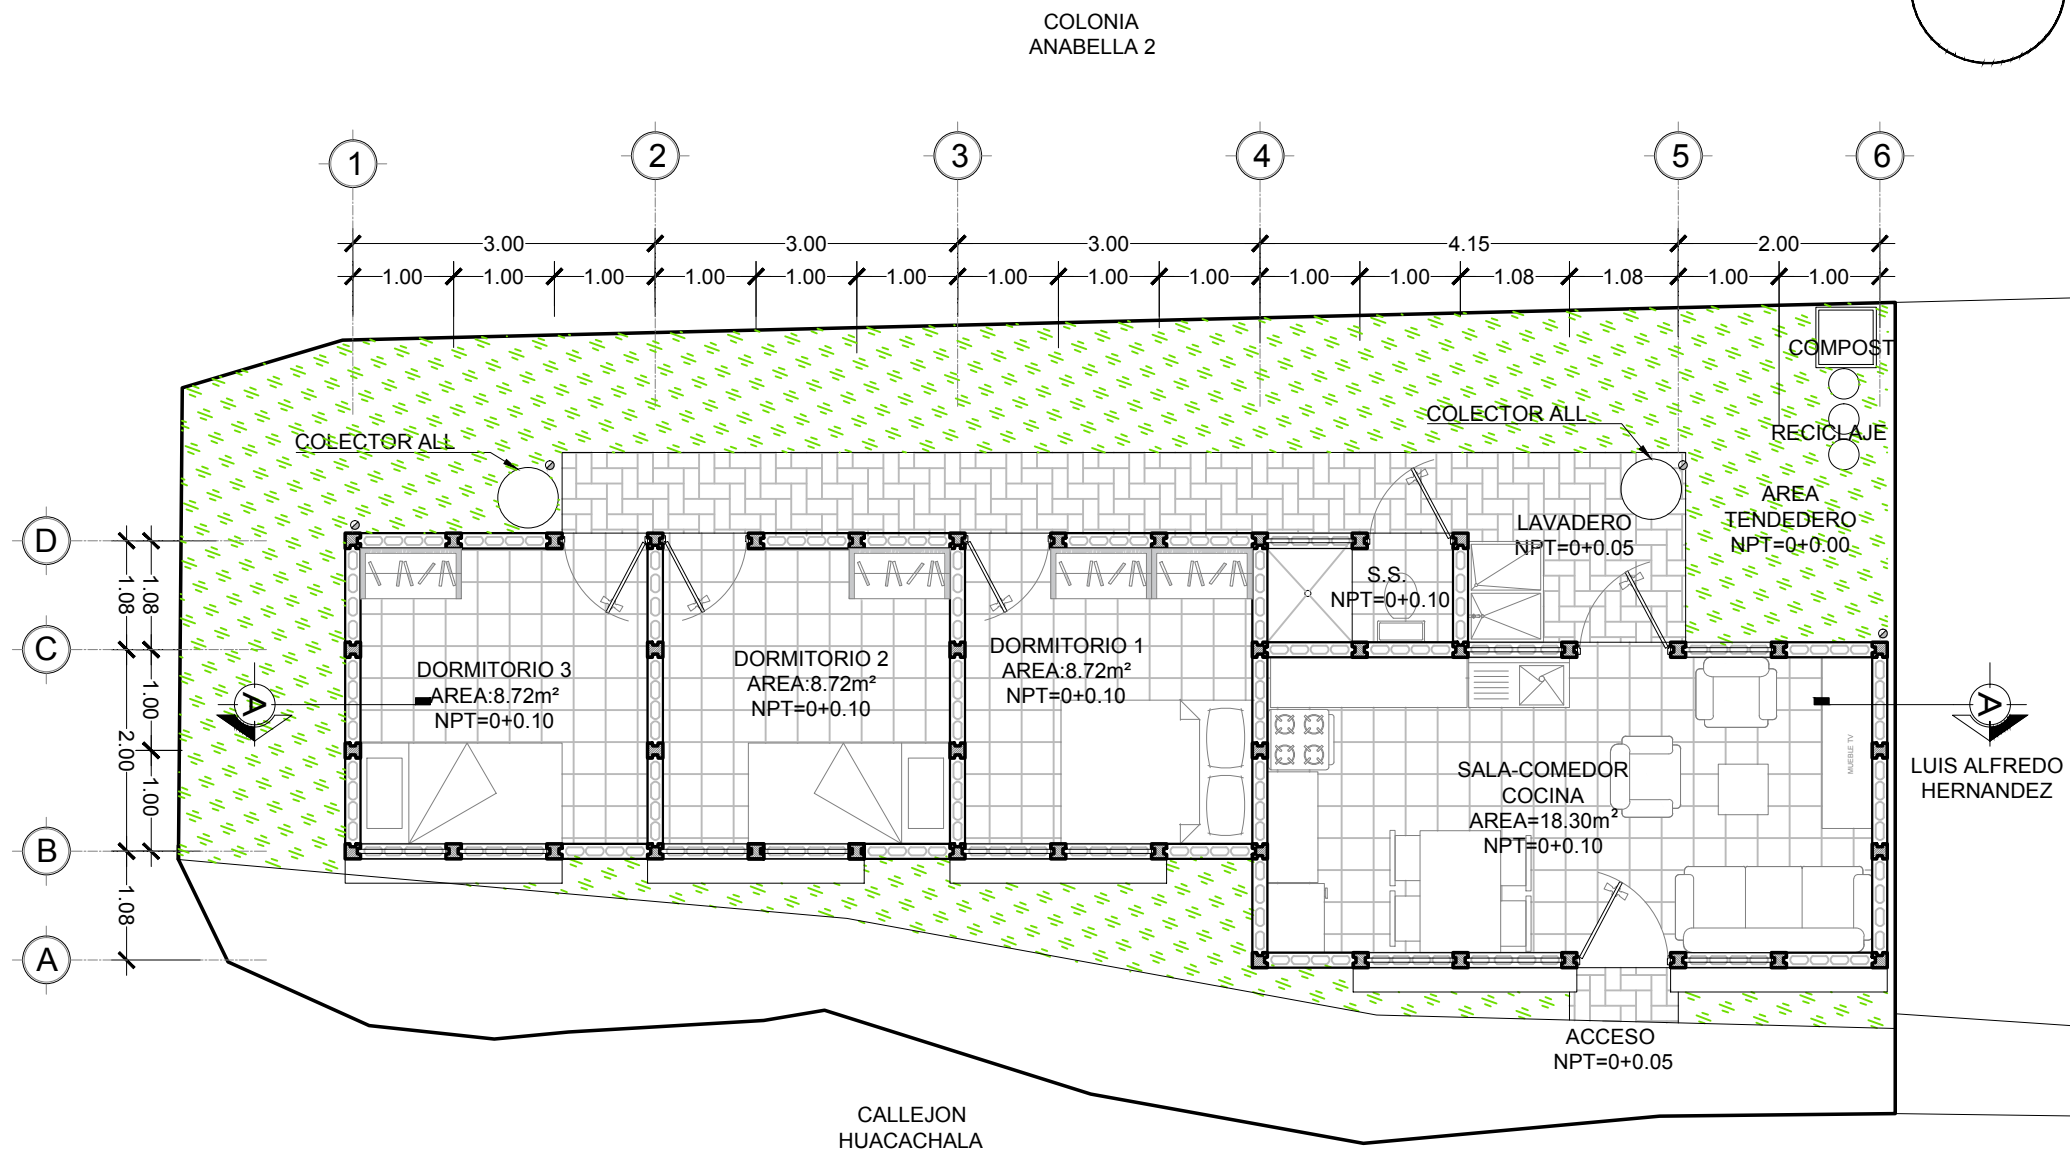 COLONIA
ANABELLA 2
1
2
3
4
5
6
3.00
3.00
3.00
4.15
2.00
1.00
1.00
1.00
1.00
1.00
1.00
1.00
1.00
1.00
1.00
1.00
1.08
1.08
1.00
1.00
COMPOST
COLECTOR ALL
RECICLAJE
COLECTOR ALL
AREA
TENDEDERO
NPT=0+0.00
LAVADERO
NPT=0+0.05
D
C
B
A
1.08
2.00
1.08
1.08
1.00
1.00
S.S.
NPT=0+0.10
DORMITORIO 3
AREA:8.72m²
NPT=0+0.10
DORMITORIO 2
AREA:8.72m²
NPT=0+0.10
DORMITORIO 1
AREA:8.72m²
NPT=0+0.10
A
A
MUEBLE TV
SALA-COMEDOR
COCINA
AREA=18.30m²
NPT=0+0.10
LUIS ALFREDO
HERNANDEZ
ACCESO
NPT=0+0.05
CALLEJON
HUACACHALA